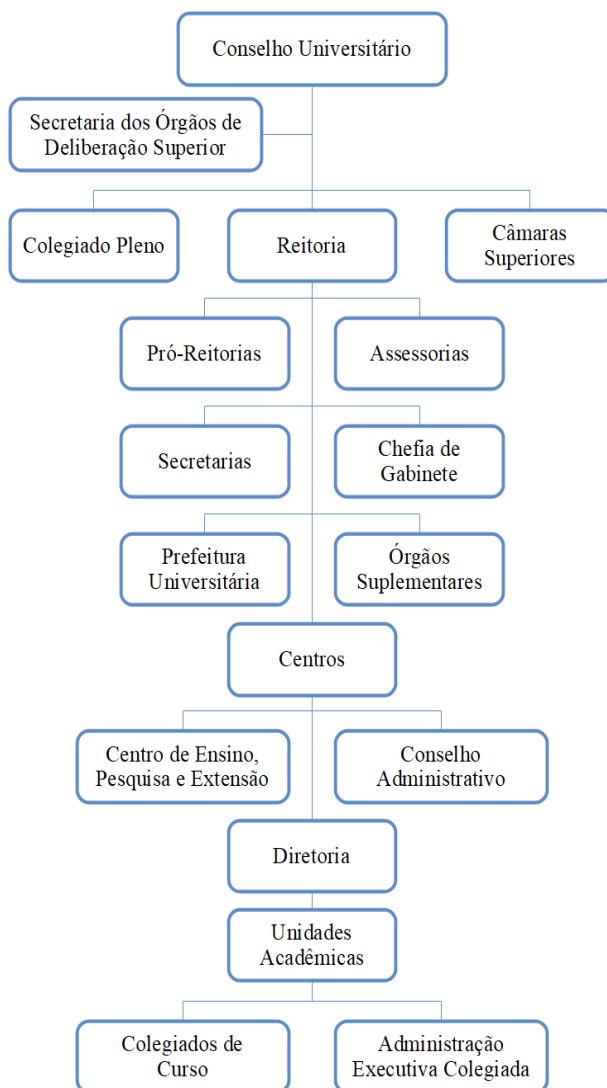 Conselho Universitário
Secretaria dos Órgãos de
Deliberação Superior
Colegiado Pleno
Reitoria
Câmaras
Superiores
Pró-Reitorias
Assessorias
Secretarias
Chefia de
Gabinete
Prefeitura
Universitária
Órgãos
Suplementares
Centros
Centro de Ensino,
Pesquisa e Extensão
Conselho
Administrativo
Diretoria
Unidades
Acadêmicas
Colegiados de
Curso
Administração
Executiva Colegiada